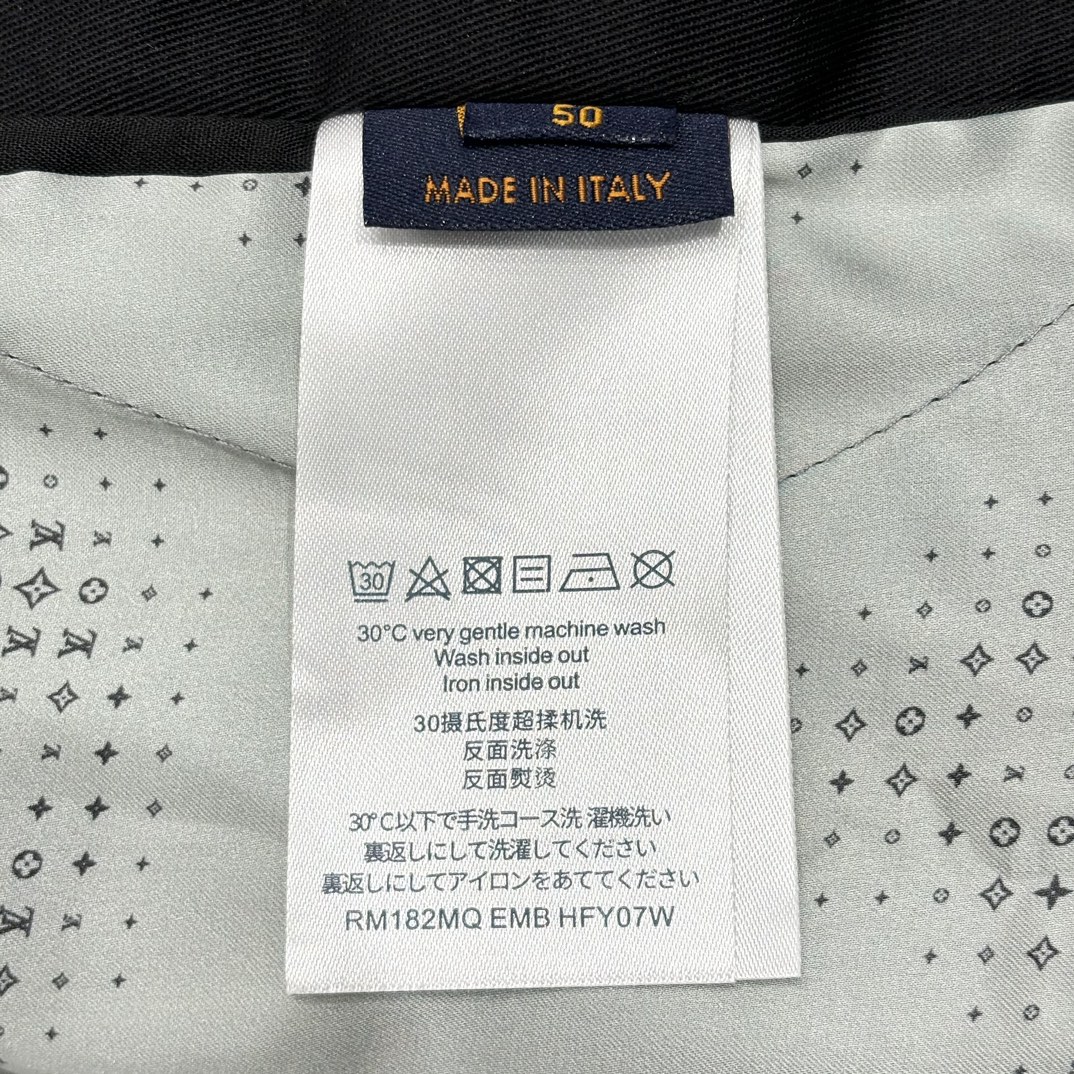 50
MADE IN ITALY
30
30°C very gentle machine wash
Wash inside out
Iron inside out
30摄氏度超揉机洗
反面洗涤
反面熨烫
30°C以下で手洗コース洗 濯機洗い
裏返しにして洗濯してください
裏返しにしてアイロンをあててください
RM182MQ EMB HFY07W